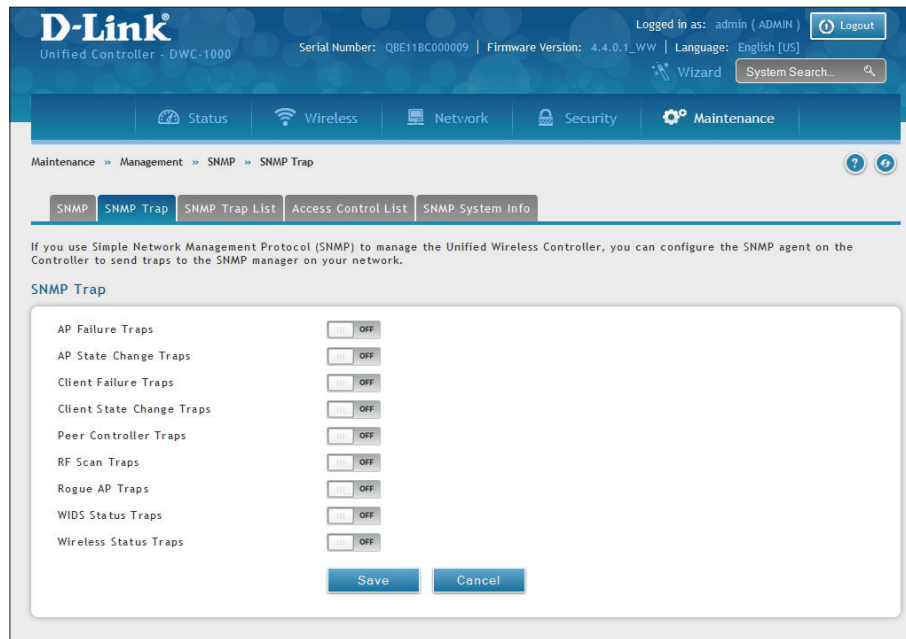 D-Link®
Unified Controller - DWC-1000
Logged in as: admin ( ADMIN )
Logout
Serial Number: QBE11BC000009 | Firmware Version: 4.4.0.1_WW | Language: English [US]
Wizard
System Search...
Status
Wireless
Network
Security
Maintenance
Maintenance » Management » SNMP » SNMP Trap
?
SNMP
SNMP Trap
SNMP Trap List
Access Control List
SNMP System Info
If you use Simple Network Management Protocol (SNMP) to manage the Unified Wireless Controller, you can configure the SNMP agent on the
Controller to send traps to the SNMP manager on your network.
SNMP Trap
AP Failure Traps OFF
AP State Change Traps OFF
Client Failure Traps OFF
Client State Change Traps OFF
Peer Controller Traps OFF
RF Scan Traps OFF
Rogue AP Traps OFF
WIDS Status Traps OFF
Wireless Status Traps OFF
Save
Cancel